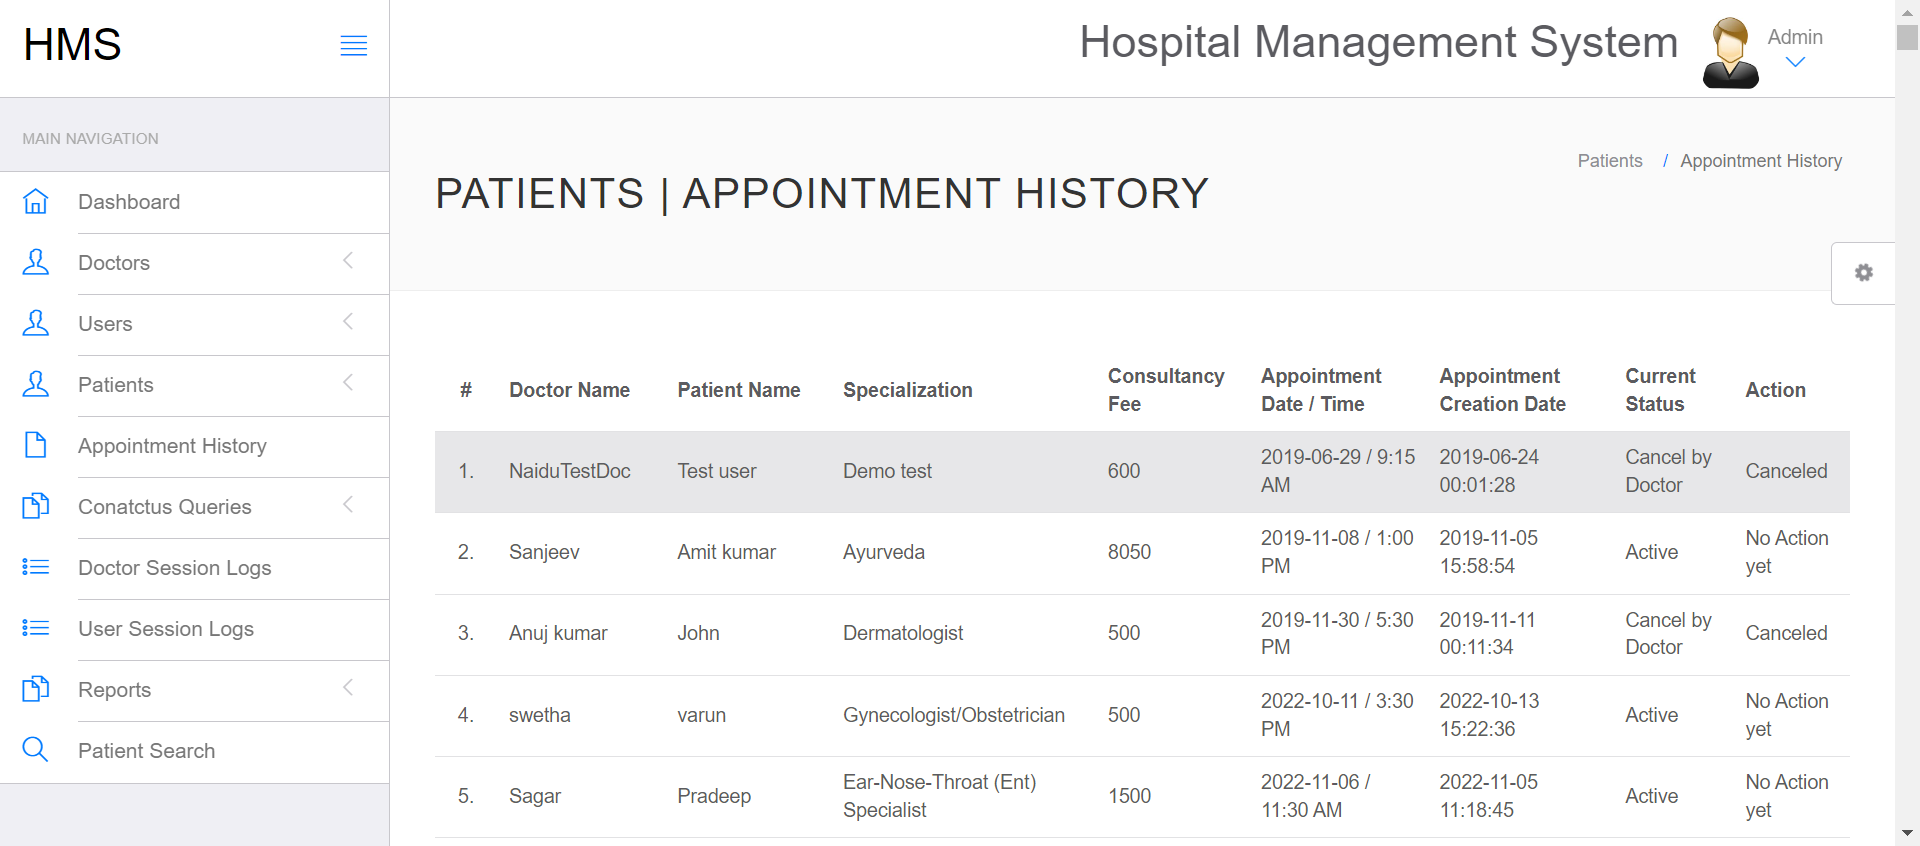 HMS
Hospital Management System
Admin
MAIN NAVIGATION
Dashboard
Doctors
Users
Patients
Appointment History
Conatctus Queries
Doctor Session Logs
User Session Logs
Reports
Patient Search
Patients / Appointment History
PATIENTS | APPOINTMENT HISTORY
# Doctor Name Patient Name Specialization Consultancy Fee Appointment Date / Time Appointment Creation Date Current Status Action
1. NaiduTestDoc Test user Demo test 600 2019-06-29 / 9:15 AM 2019-06-24 00:01:28 Cancel by Doctor Canceled
2. Sanjeev Amit kumar Ayurveda 8050 2019-11-08 / 1:00 PM 2019-11-05 15:58:54 Active No Action yet
3. Anuj kumar John Dermatologist 500 2019-11-30 / 5:30 PM 2019-11-11 00:11:34 Cancel by Doctor Canceled
4. swetha varun Gynecologist/Obstetrician 500 2022-10-11 / 3:30 PM 2022-10-13 15:22:36 Active No Action yet
5. Sagar Pradeep Ear-Nose-Throat (Ent) Specialist 1500 2022-11-06 / 11:30 AM 2022-11-05 11:18:45 Active No Action yet